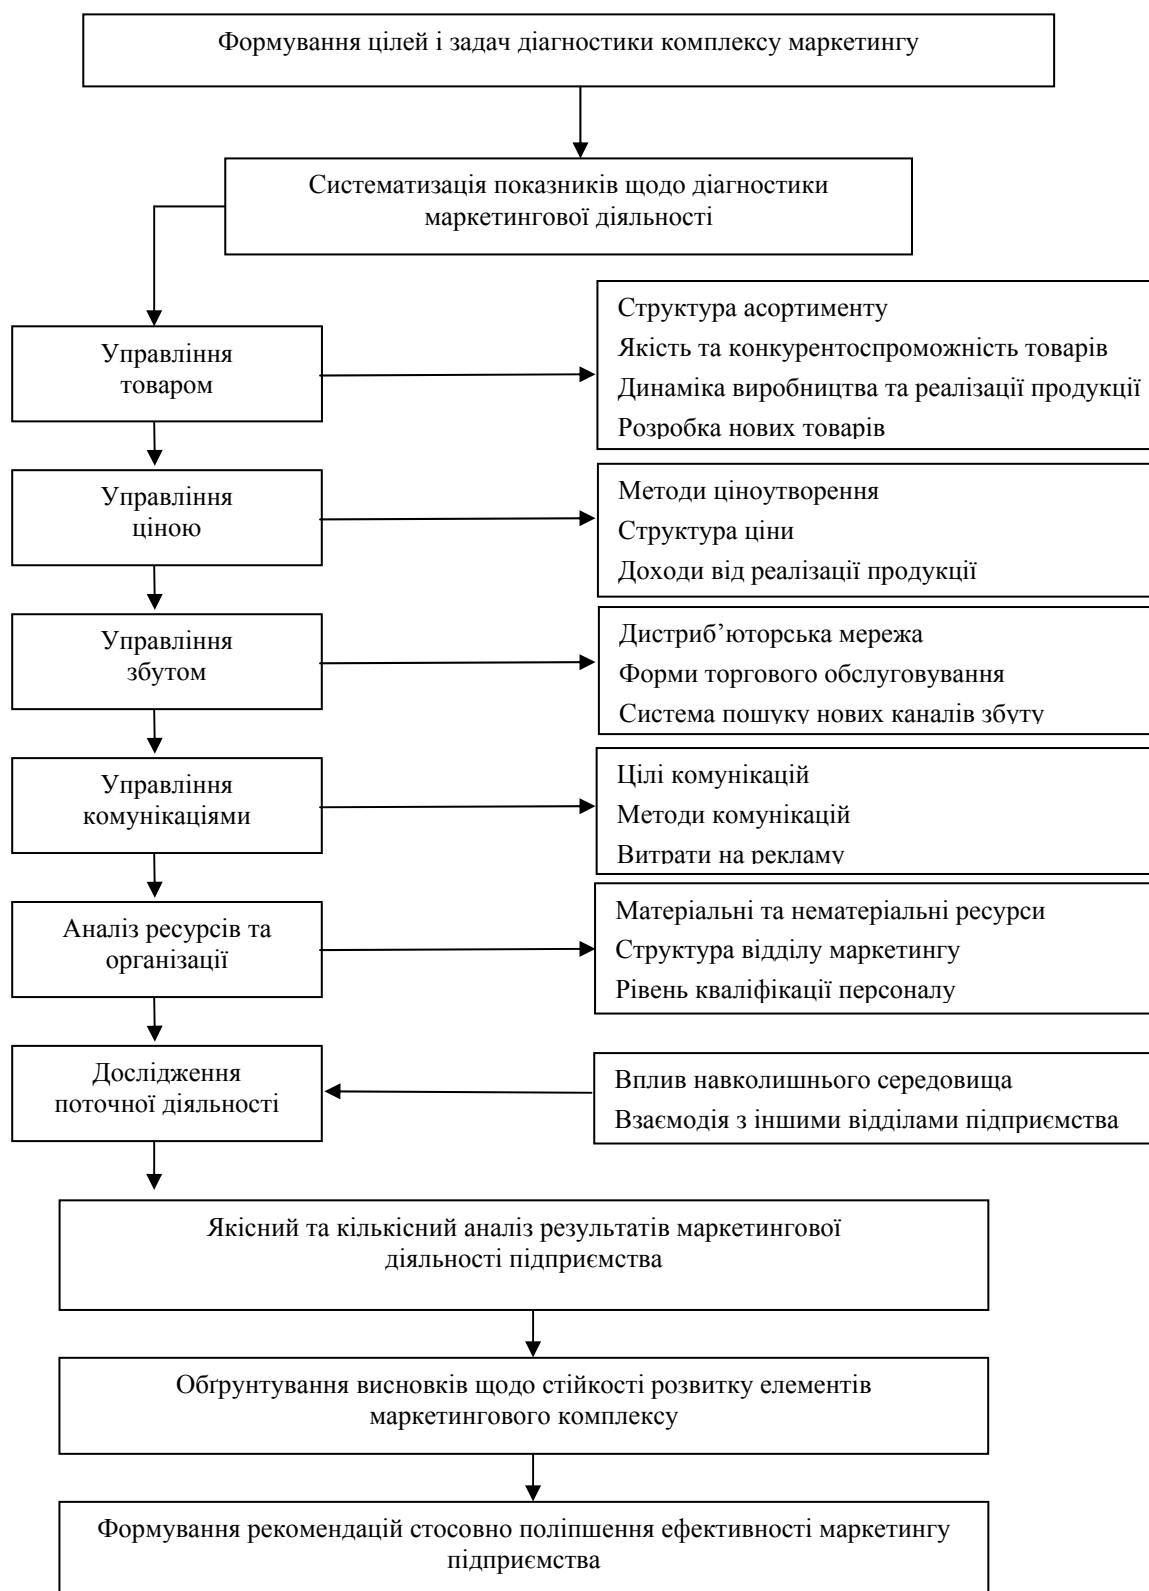 Формування цілей і задач діагностики комплексу маркетингу
Систематизація показників щодо діагностики
маркетингової діяльності
Управління
товаром
Структура асортименту
Якість та конкурентоспроможність товарів
Динаміка виробництва та реалізації продукції
Розробка нових товарів
Управління
ціною
Методи ціноутворення
Структура ціни
Доходи від реалізації продукції
Управління
збутом
Дистриб’юторська мережа
Форми торгового обслуговування
Система пошуку нових каналів збуту
Управління
комунікаціями
Цілі комунікацій
Методи комунікацій
Витрати на рекламу
Аналіз ресурсів та
організації
Матеріальні та нематеріальні ресурси
Структура відділу маркетингу
Рівень кваліфікації персоналу
Дослідження
поточної діяльності
Вплив навколишнього середовища
Взаємодія з іншими відділами підприємства
Якісний та кількісний аналіз результатів маркетингової
діяльності підприємства
Обґрунтування висновків щодо стійкості розвитку елементів
маркетингового комплексу
Формування рекомендацій стосовно поліпшення ефективності маркетингу
підприємства